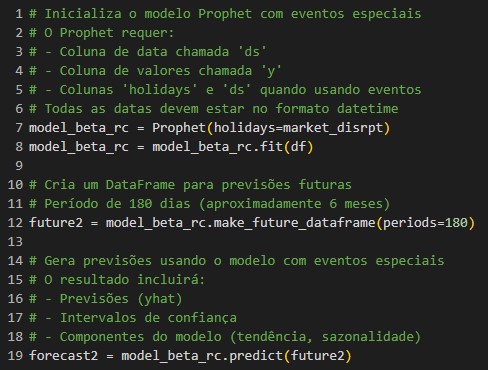 1 # Inicializa o modelo Prophet com eventos especiais
2 # O Prophet requer:
3 # - Coluna de data chamada 'ds'
4 # - Coluna de valores chamada 'y'
5 # - Colunas 'holidays' e 'ds' quando usando eventos
6 # Todas as datas devem estar no formato datetime
7 model_beta_rc = Prophet(holidays=market_disrpt)
8 model_beta_rc = model_beta_rc.fit(df)
9
10 # Cria um DataFrame para previsões futuras
11 # Período de 180 dias (aproximadamente 6 meses)
12 future2 = model_beta_rc.make_future_dataframe(periods=180)
13
14 # Gera previsões usando o modelo com eventos especiais
15 # O resultado incluirá:
16 # - Previsões (yhat)
17 # - Intervalos de confiança
18 # - Componentes do modelo (tendência, sazonalidade)
19 forecast2 = model_beta_rc.predict(future2)